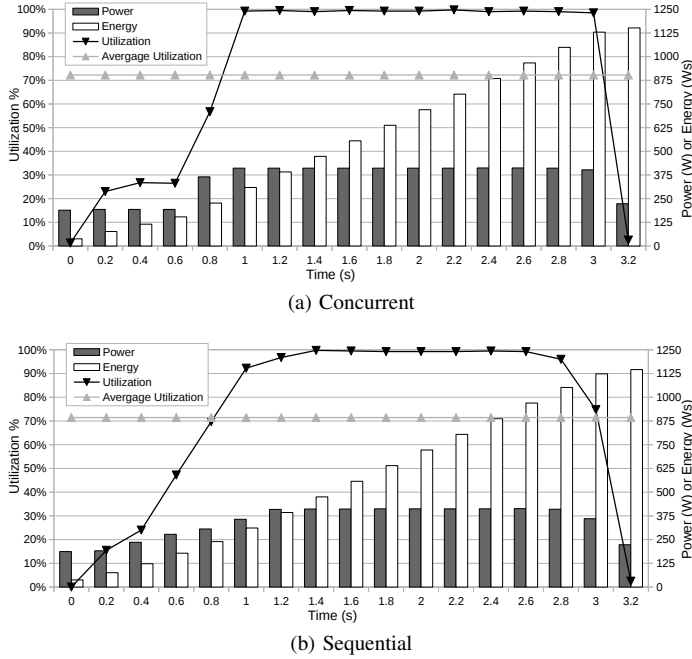 Power
Energy
Utilization
Avergage Utilization
100%
90%
80%
70%
60%
50%
40%
30%
20%
10%
0%
Utilization %
1250
1125
1000
875
750
625
500
375
250
125
0
Power (W) or Energy (Ws)
0 0.2 0.4 0.6 0.8 1 1.2 1.4 1.6 1.8 2 2.2 2.4 2.6 2.8 3 3.2
Time (s)
(a) Concurrent
Power
Energy
Utilization
Avergage Utilization
100%
90%
80%
70%
60%
50%
40%
30%
20%
10%
0%
Utilization %
1250
1125
1000
875
750
625
500
375
250
125
0
Power (W) or Energy (Ws)
0 0.2 0.4 0.6 0.8 1 1.2 1.4 1.6 1.8 2 2.2 2.4 2.6 2.8 3 3.2
Time (s)
(b) Sequential